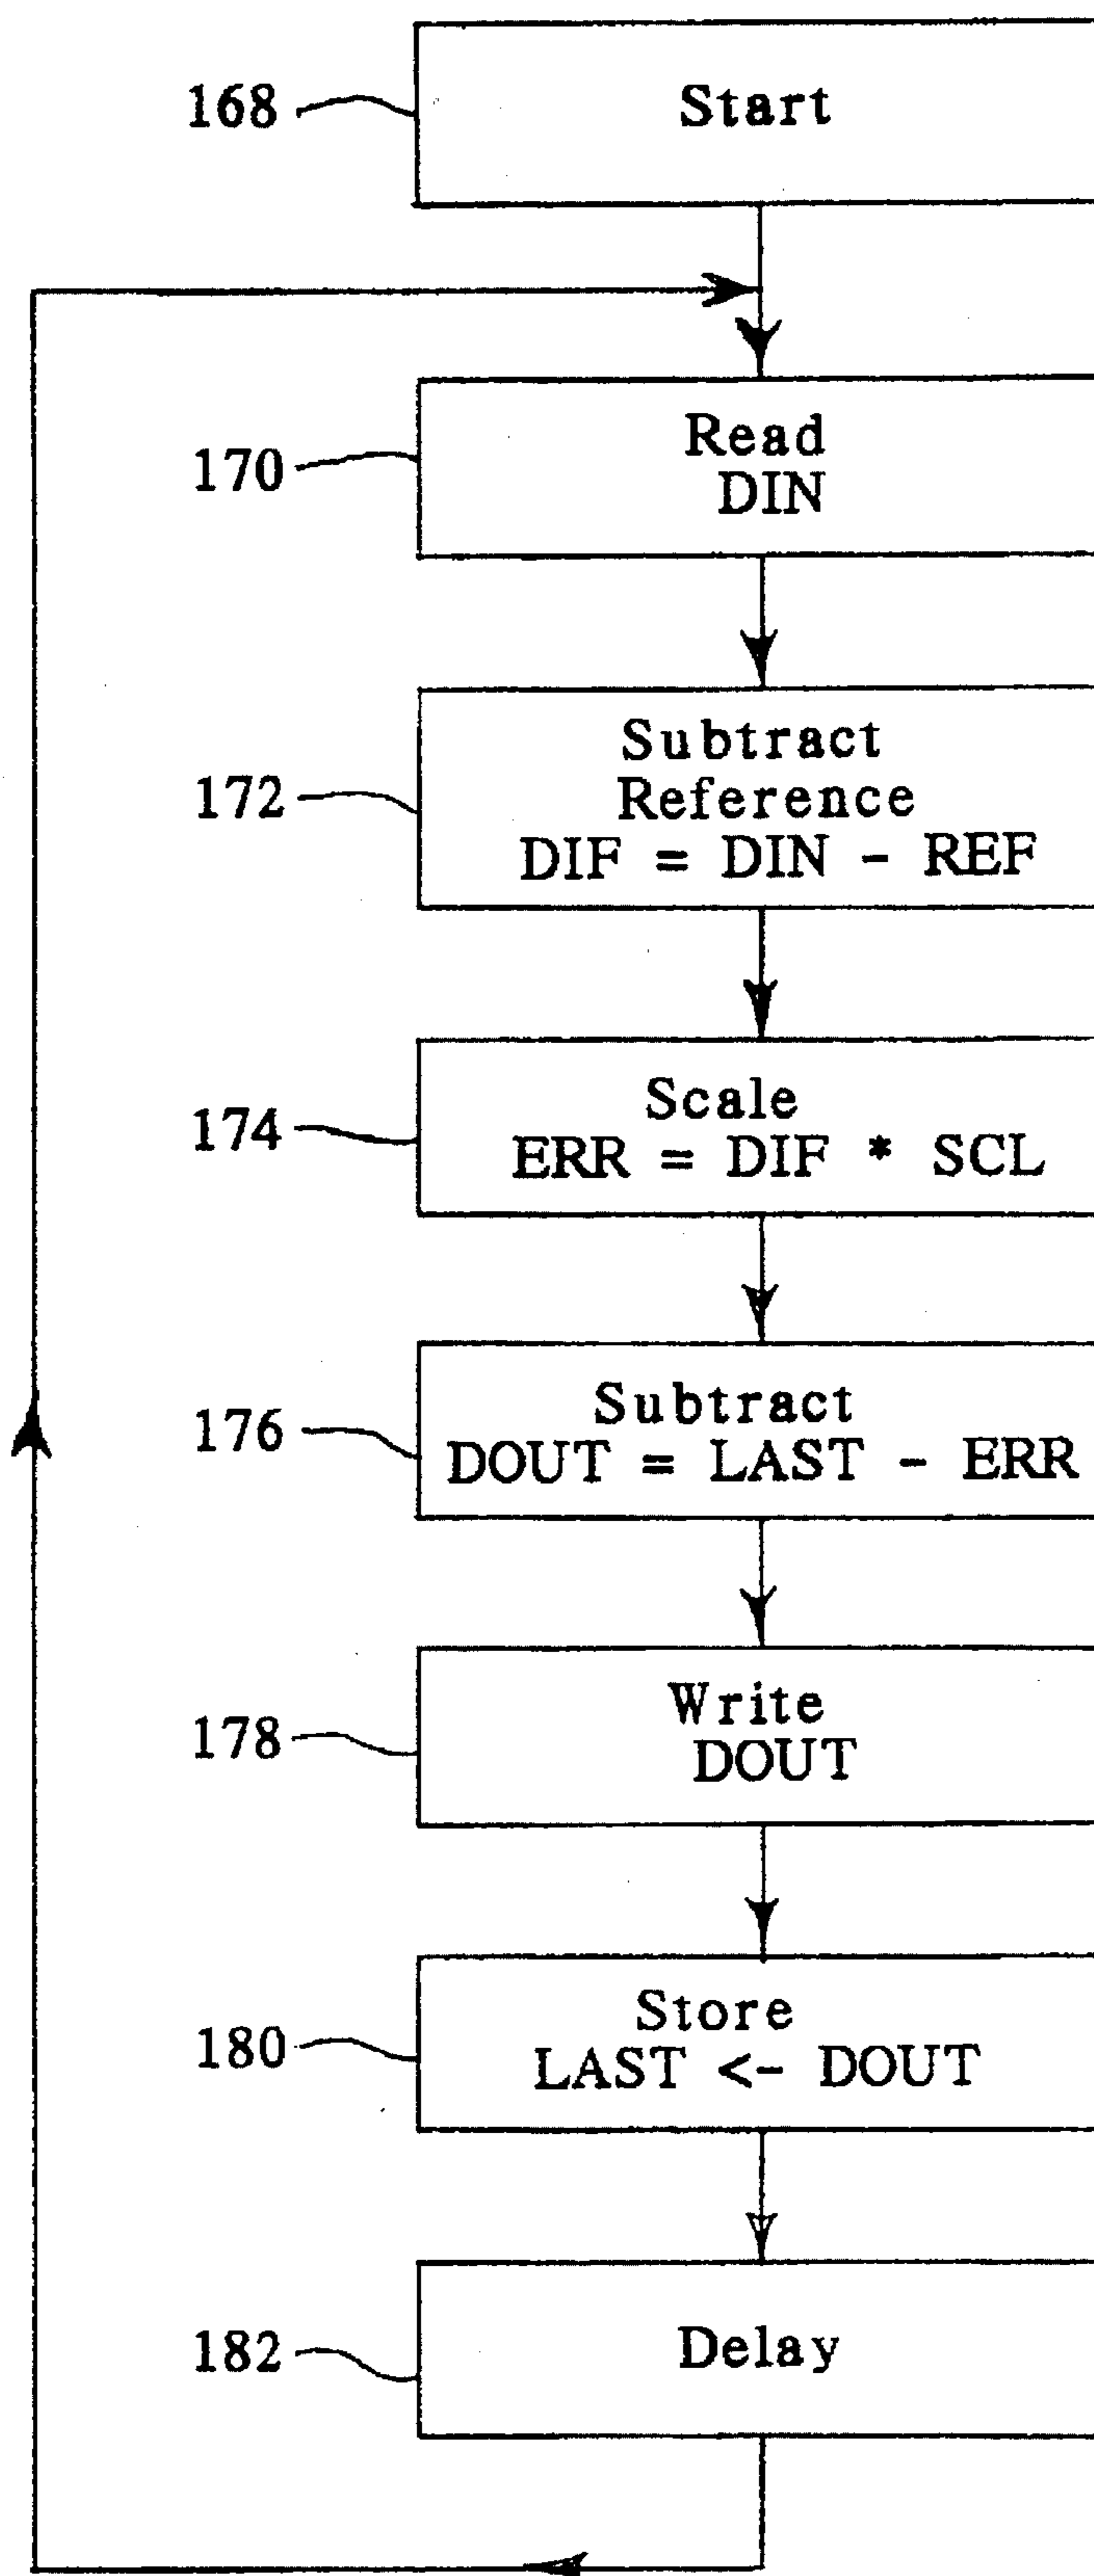 168
Start
170
Read
DIN
172
Subtract
Reference
DIF = DIN - REF
174
Scale
ERR = DIF * SCL
176
Subtract
DOUT = LAST - ERR
178
Write
DOUT
180
Store
LAST <- DOUT
182
Delay